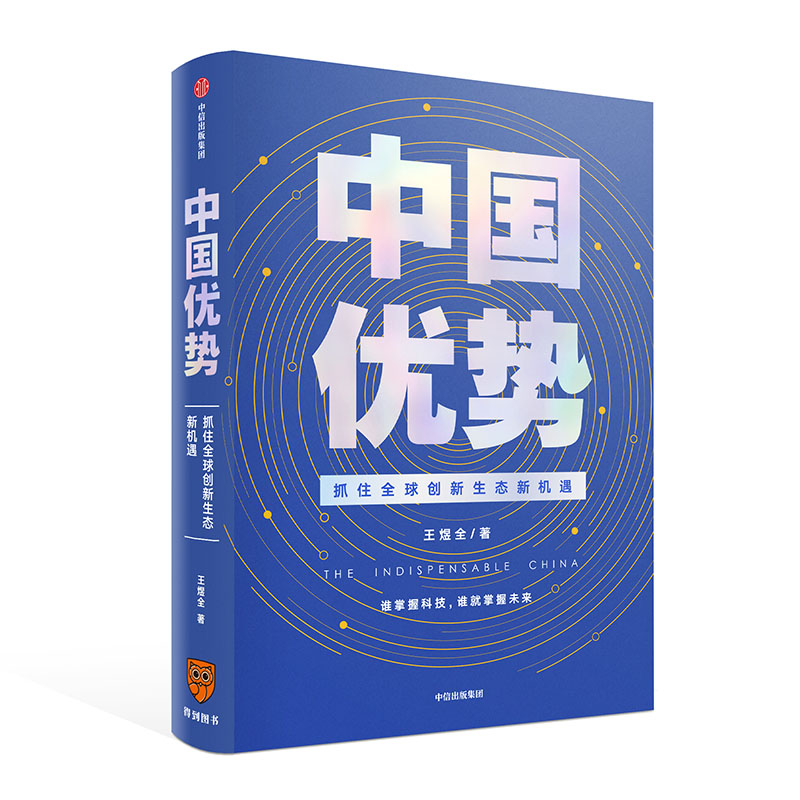 中信出版集团
中国优势
抓住全球创新生态
新机遇
王煜全 著
得到图书
中国
优势
抓住全球创新生态新机遇
王煜全/著
THE INDISPENSABLE CHINA
谁掌握科技，谁就掌握未来
中信出版集团